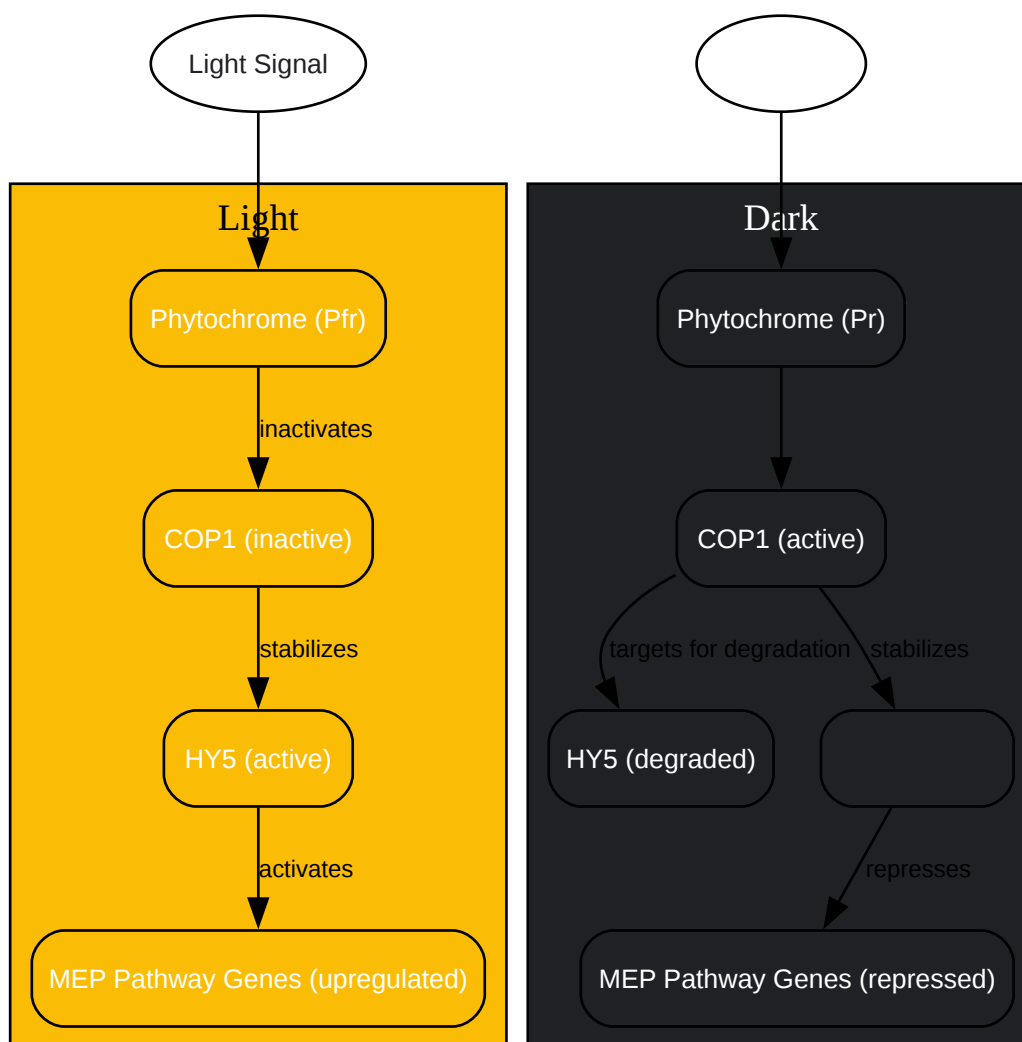 Light Signal
Light
Phytochrome (Pfr)
inactivates
COP1 (inactive)
stabilizes
HY5 (active)
activates
MEP Pathway Genes (upregulated)
Dark
Phytochrome (Pr)
COP1 (active)
targets for degradation
stabilizes
HY5 (degraded)
represses
MEP Pathway Genes (repressed)